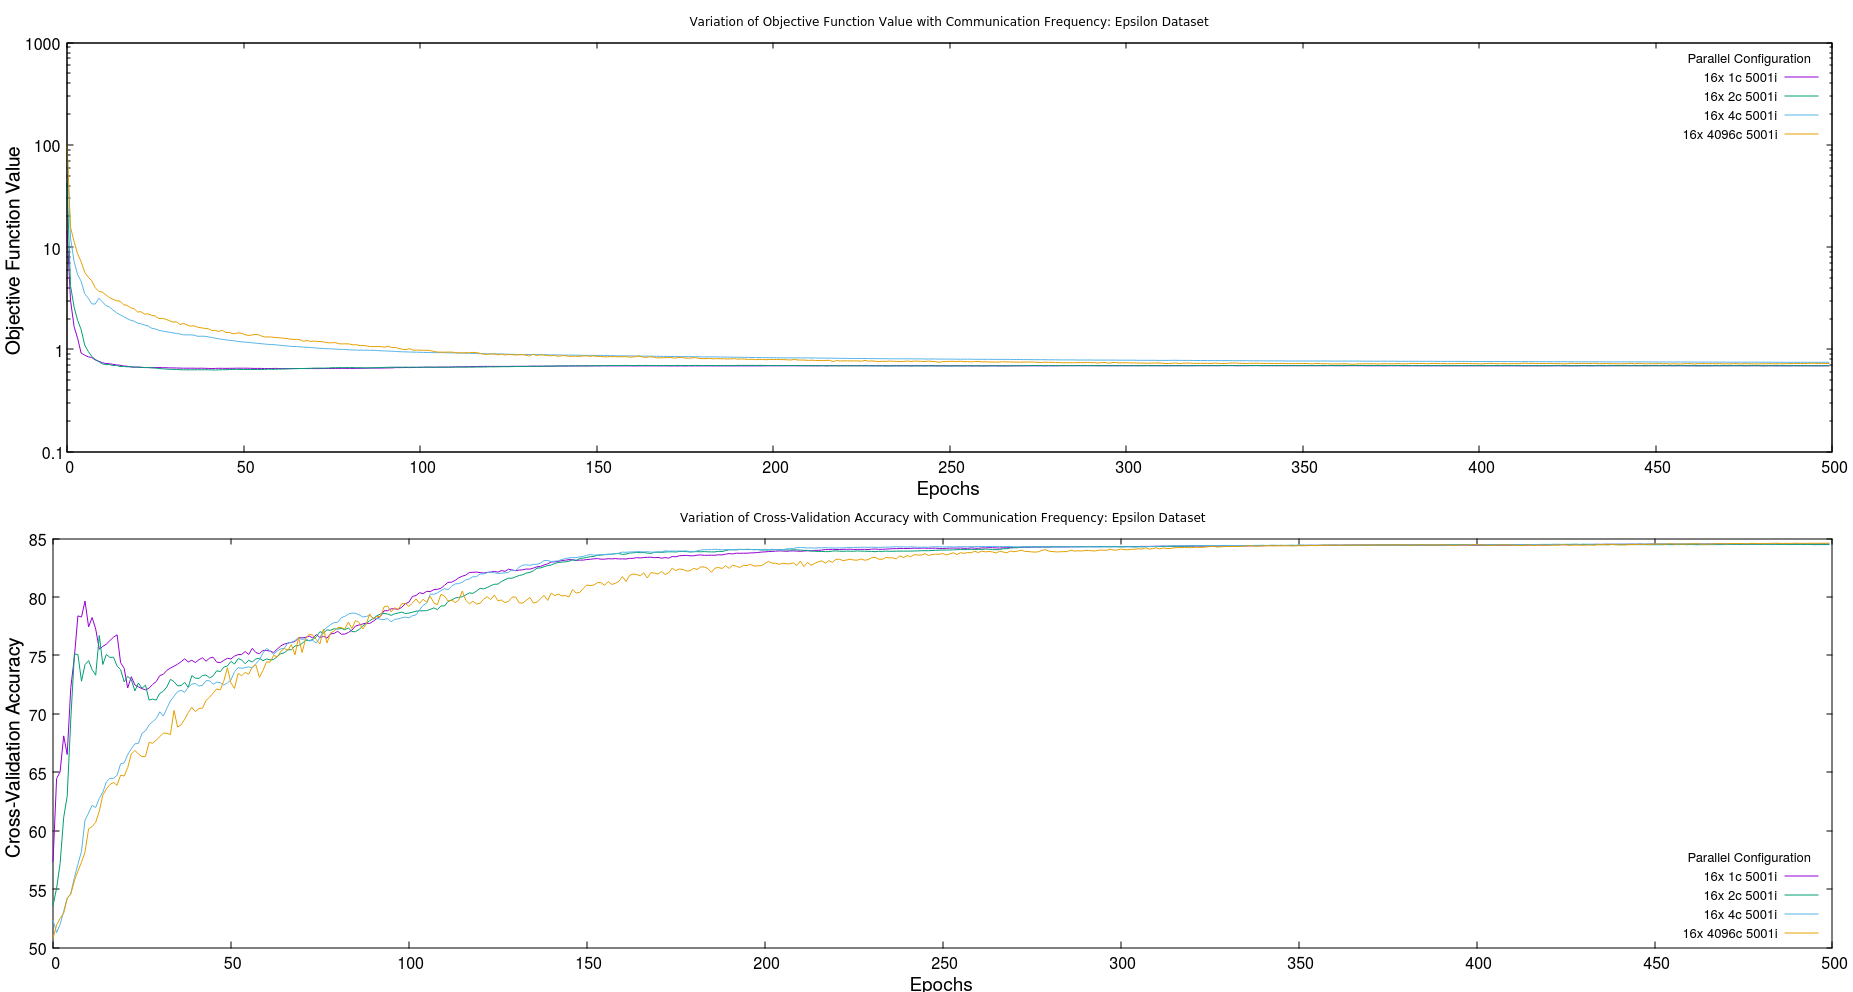 Variation of Objective Function Value with Communication Frequency: Epsilon Dataset
1000
100
10
1
0.1
Objective Function Value
Parallel Configuration
16x 1c 5001i
16x 2c 5001i
16x 4c 5001i
16x 4096c 5001i
0 50 100 150 200 250 300 350 400 450 500
Epochs
Variation of Cross-Validation Accuracy with Communication Frequency: Epsilon Dataset
85
80
75
70
65
60
55
50
Cross-Validation Accuracy
Parallel Configuration
16x 1c 5001i
16x 2c 5001i
16x 4c 5001i
16x 4096c 5001i
0 50 100 150 200 250 300 350 400 450 500
Epochs